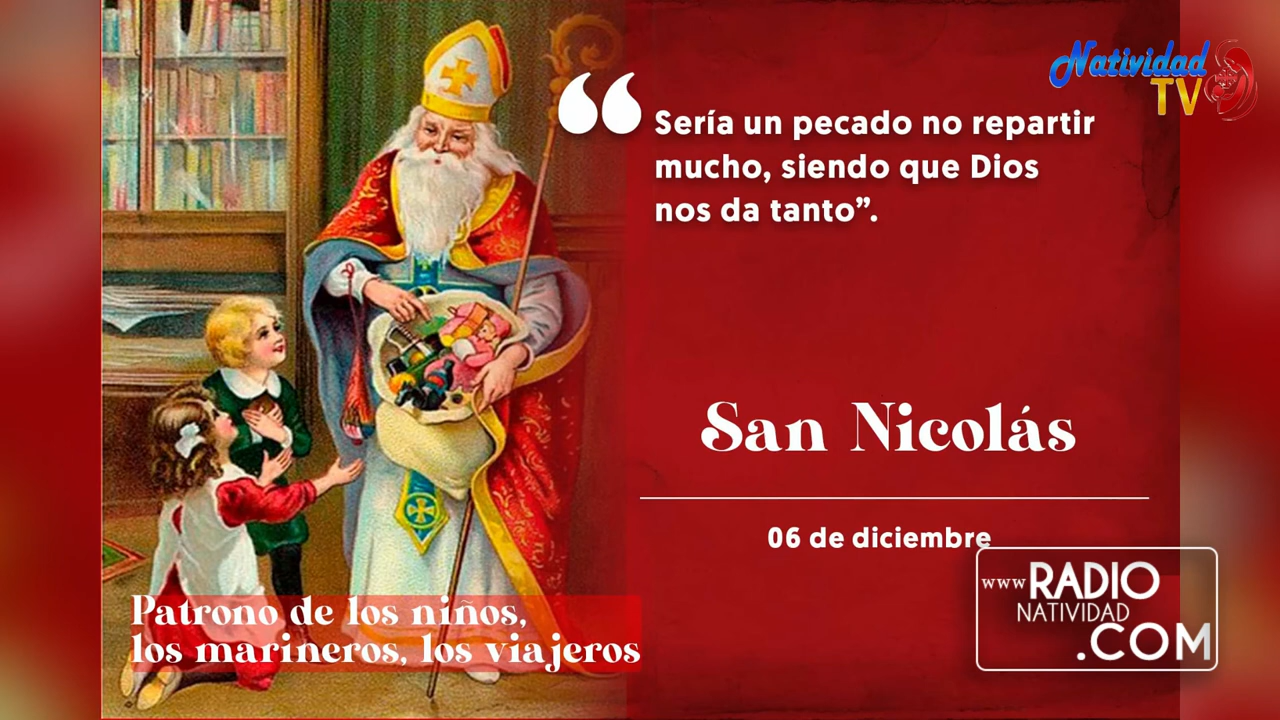 Natividad
TV
“
Sería un pecado no repartir
mucho, siendo que Dios
nos da tanto”.
San Nicolás
06 de diciembre
Patrono de los niños,
los marineros, los viajeros
www RADIO
NATIVIDAD
.COM